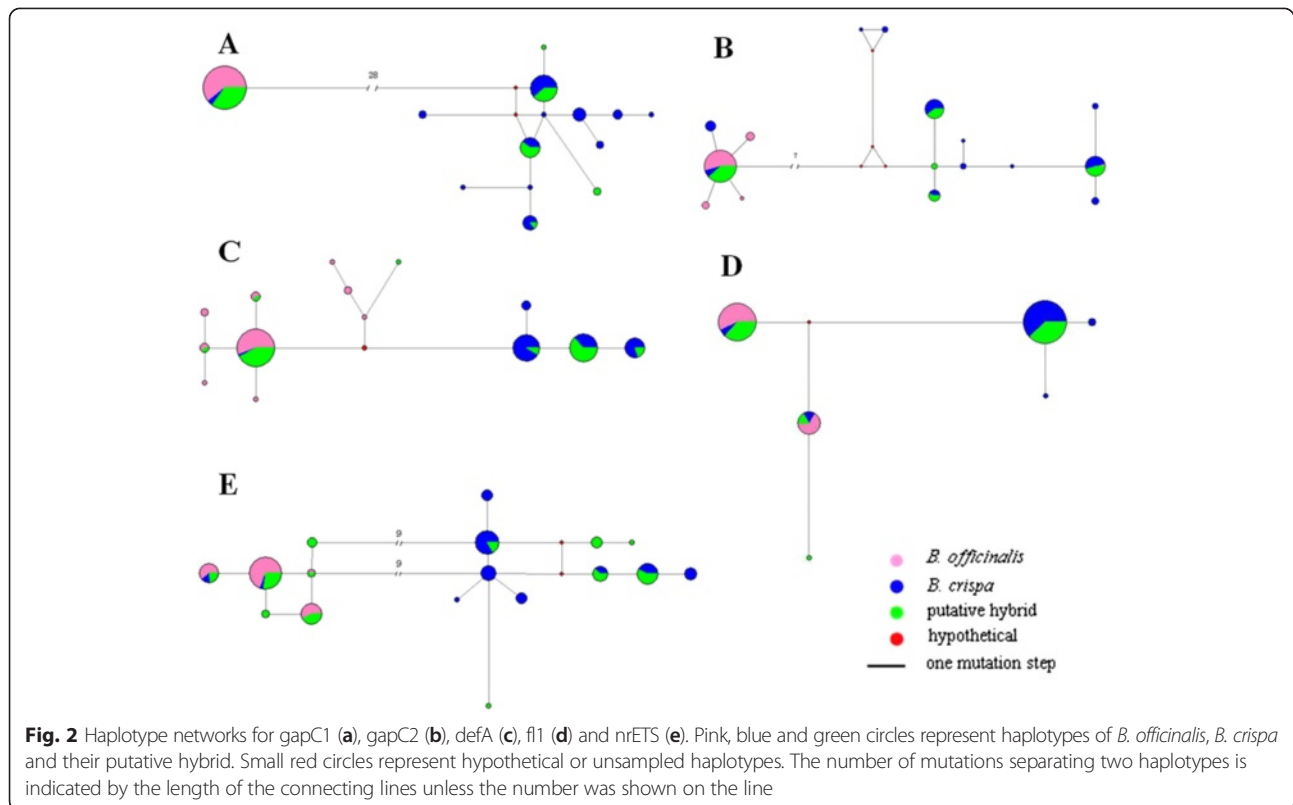 A
28
B
7
C
D
E
9
9
B. officinalis
B. crispa
putative hybrid
hypothetical
one mutation step
Fig. 2 Haplotype networks for gapC1 (a), gapC2 (b), defA (c), fl1 (d) and nrETS (e). Pink, blue and green circles represent haplotypes of B. officinalis, B. crispa
and their putative hybrid. Small red circles represent hypothetical or unsampled haplotypes. The number of mutations separating two haplotypes is
indicated by the length of the connecting lines unless the number was shown on the line